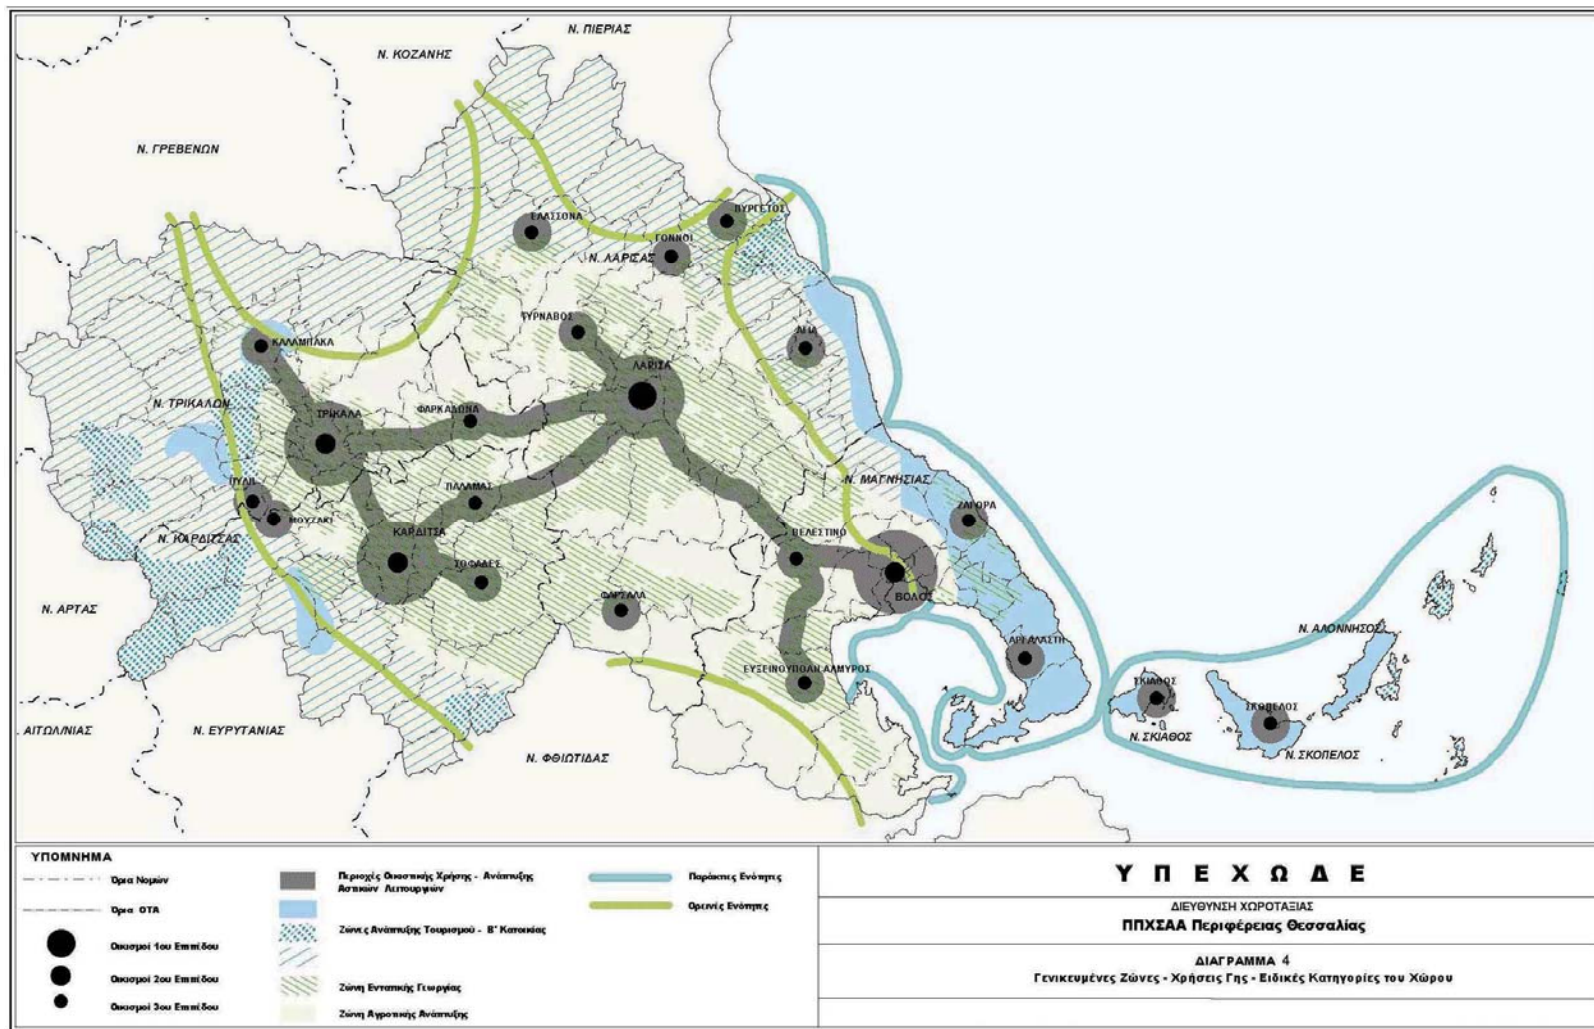 Ν. ΠΙΕΡΙΑΣ
Ν. ΚΟΖΑΝΗΣ
Ν. ΓΡΕΒΕΝΩΝ
ΠΥΡΓΕΤΟΣ
ΕΛΑΣΣΟΝΑ
ΓΟΝΝΟΙ
Ν. ΛΑΡΙΣΑΣ
ΤΥΡΝΑΒΟΣ
ΑΓΙΑ
ΚΑΛΑΜΠΑΚΑ
ΛΑΡΙΣΑ
Ν. ΤΡΙΚΑΛΩΝ
ΤΡΙΚΑΛΑ
ΦΑΡΚΑΔΩΝΑ
Ν. ΜΑΓΝΗΣΙΑΣ
ΠΥΛΗ
ΠΑΛΑΜΑΣ
ΖΑΓΟΡΑ
ΜΟΥΖΑΚΙ
Ν. ΚΑΡΔΙΤΣΑΣ
ΚΑΡΔΙΤΣΑ
ΒΕΛΕΣΤΙΝΟ
ΣΟΦΑΔΕΣ
ΦΑΡΣΑΛΑ
ΒΟΛΟΣ
Ν. ΑΡΤΑΣ
Ν. ΑΛΟΝΝΗΣΟΣ
ΑΡΓΑΛΑΣΤΗ
ΕΥΞΕΙΝΟΥΠΟΛΗ ΑΛΜΥΡΟΣ
ΣΚΙΑΘΟΣ
ΣΚΟΠΕΛΟΣ
ΑΙΤΩΛ/ΝΙΑΣ
Ν. ΕΥΡΥΤΑΝΙΑΣ
Ν. ΣΚΙΑΘΟΣ
Ν. ΣΚΟΠΕΛΟΣ
Ν. ΦΘΙΩΤΙΔΑΣ
ΥΠΟΜΝΗΜΑ
Όρια Νομών
Όρια ΟΤΑ
Οικισμοί 1ου Επιπέδου
Οικισμοί 2ου Επιπέδου
Οικισμοί 3ου Επιπέδου
Περιοχές Οικιστικής Χρήσης - Ανάπτυξης
Αστικών Λειτουργιών
Ζώνες Ανάπτυξης Τουρισμού - Β' Κατοικίας
Ζώνη Εντατικής Γεωργίας
Ζώνη Αγροτικής Ανάπτυξης
Παράκτιες Ενότητες
Ορεινές Ενότητες
Υ Π Ε Χ Ω Δ Ε
ΔΙΕΥΘΥΝΣΗ ΧΩΡΟΤΑΞΙΑΣ
ΠΠΧΣΑΑ Περιφέρειας Θεσσαλίας
ΔΙΑΓΡΑΜΜΑ 4
Γενικευμένες Ζώνες - Χρήσεις Γης - Ειδικές Κατηγορίες του Χώρου